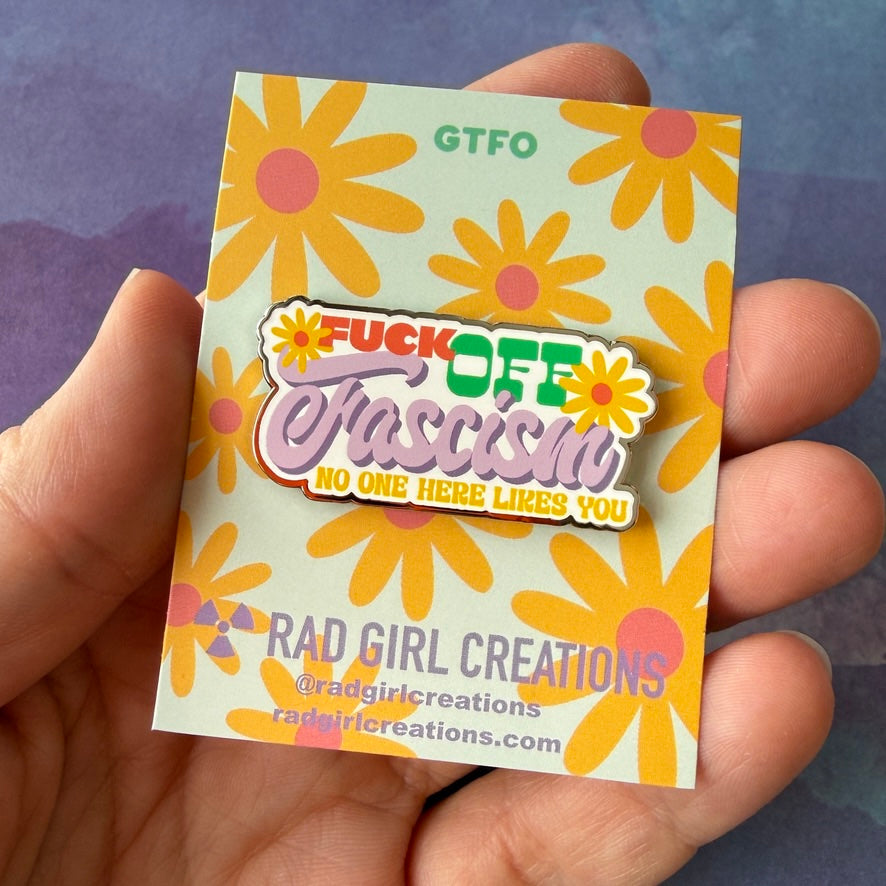 GTFO
FUCK OFF
Fascism
NO ONE HERE LIKES YOU
RAD GIRL CREATIONS
@radgirlcreations
radgirlcreations.com